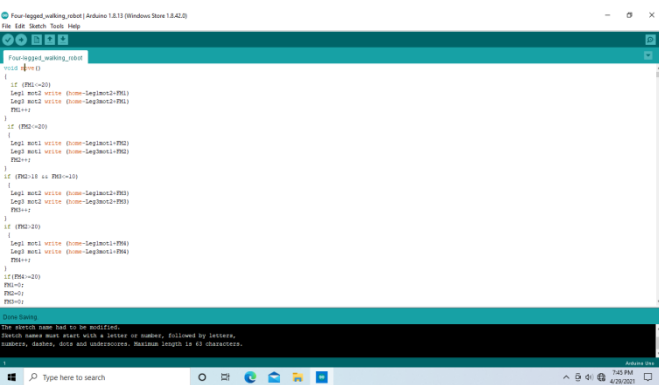 Four-legged_walking_robot | Arduino 1.8.13 (Windows Store 1.8.42.0)
File Edit Sketch Tools Help
Four-legged_walking_robot
void move()
{
if (FM1<=20)
Leg1 mot2 write (home-Leg1mot2+FM1)
Leg3 mot2 write (home-Leg3mot2+FM1)
FM1++;
}
if (FM2<=20)
{
Leg1 mot1 write (home-Leg1mot1+FM2)
Leg3 mot1 write (home-Leg3mot1+FM2)
FM2++;
}
if (FM2>18 && FM3<=10)
{
Leg1 mot2 write (home-Leg1mot2+FM3)
Leg3 mot2 write (home-Leg3mot2+FM3)
FM3++;
}
if (FM2>20)
{
Leg1 mot1 write (home-Leg1mot1+FM4)
Leg3 mot1 write (home-Leg3mot1+FM4)
FM4++;
}
if(FM4>=20)
FM1=0;
FM2=0;
FM3=0;
Done Saving
The sketch name had to be modified.
Sketch names must start with a letter or number, followed by letters,
numbers, dashes, dots and underscores. Maximum length is 63 characters.
1
Arduino Uno
Type here to search
7:45 PM
4/29/2021